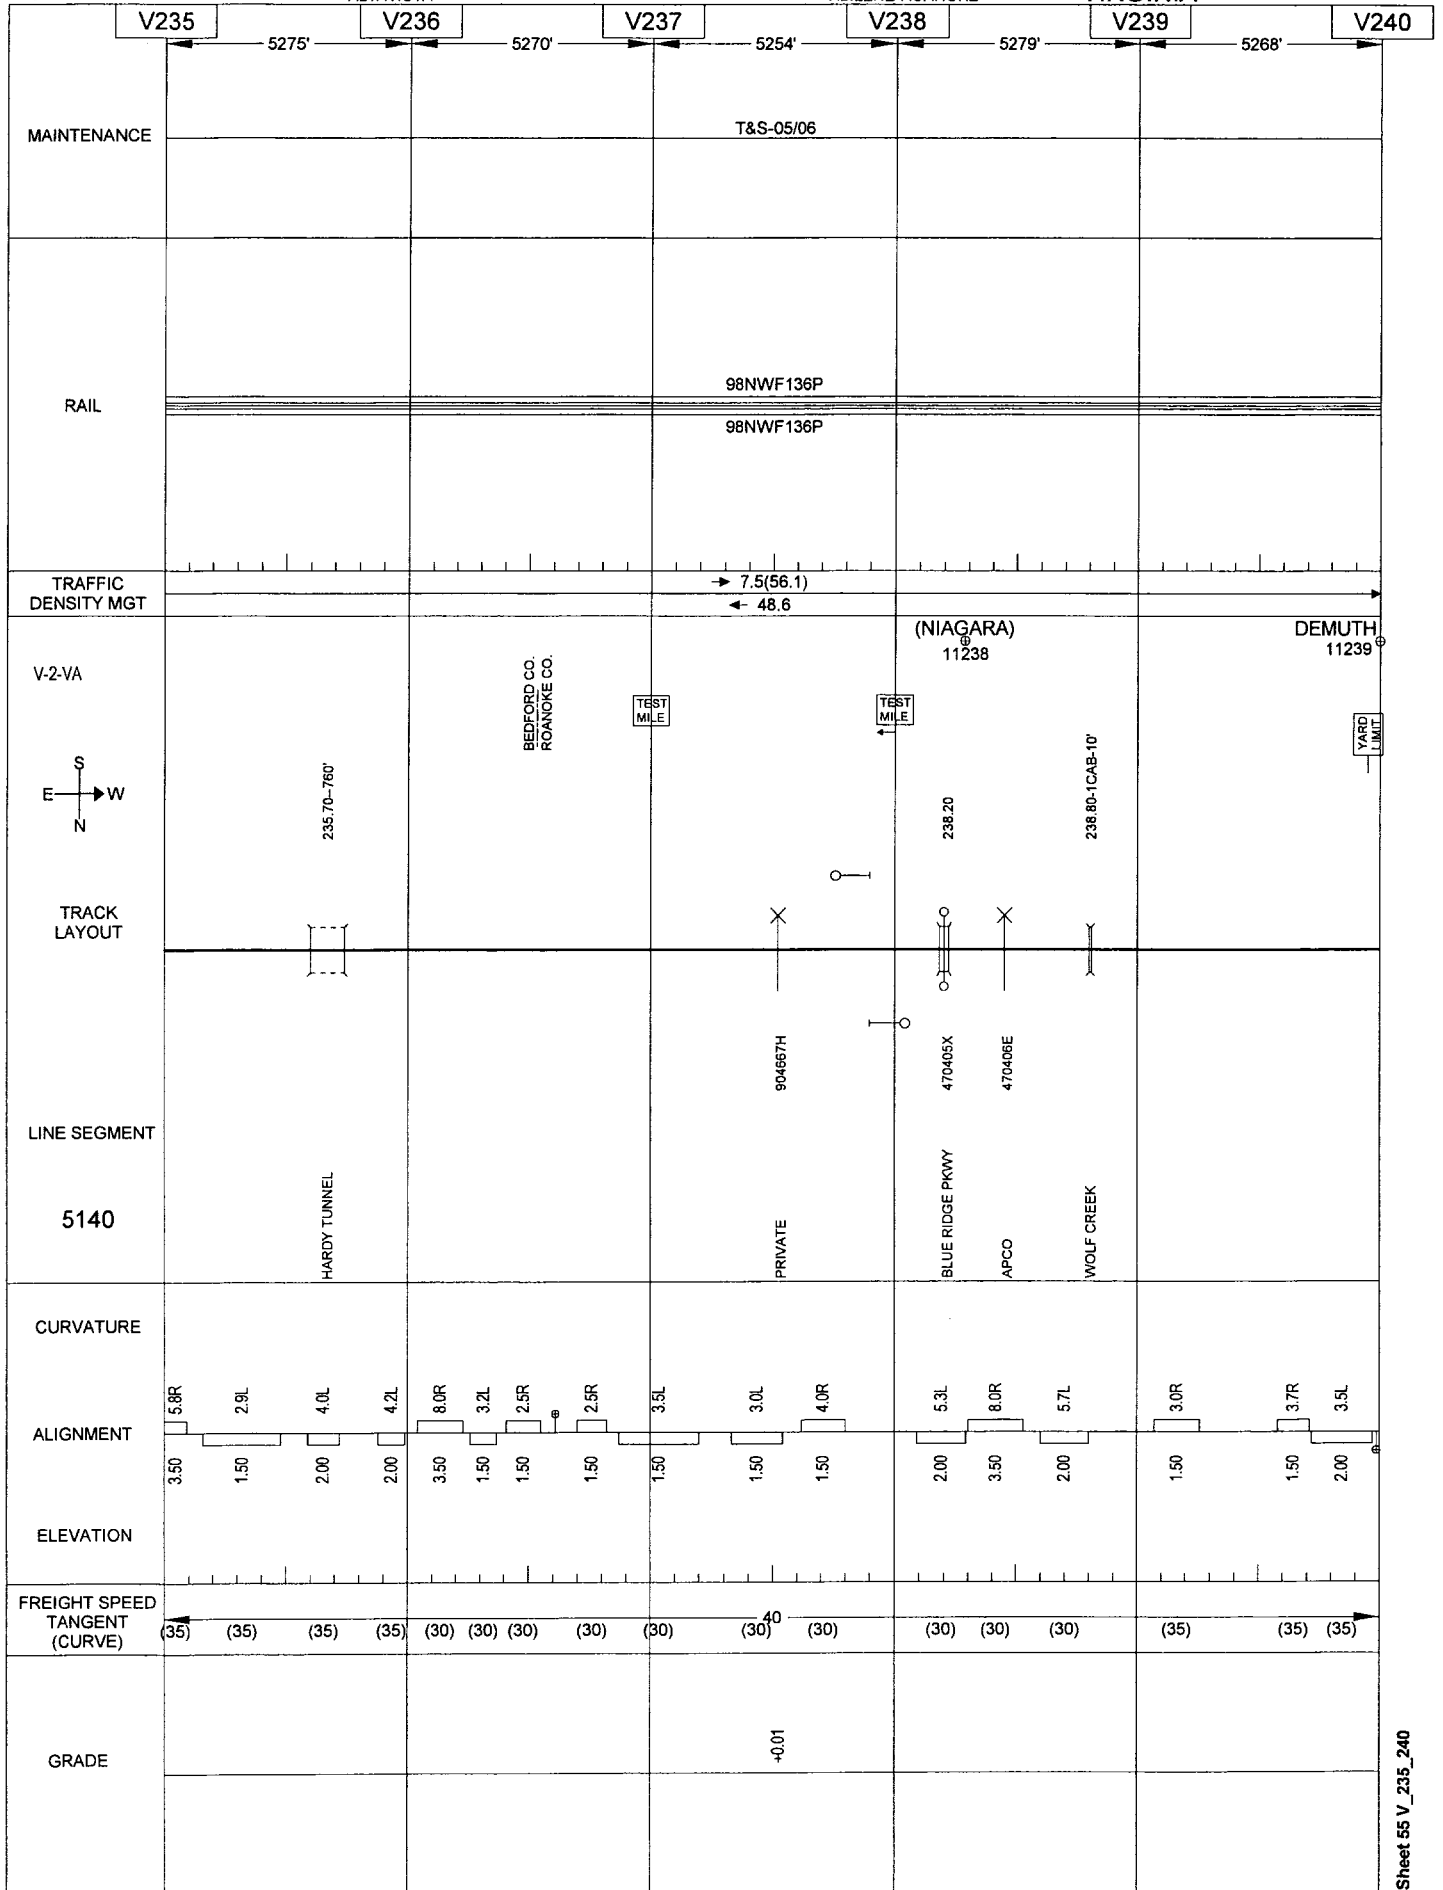 V235 V236 V237 V238 V239 V240
5275' 5270' 5254' 5279' 5268'
MAINTENANCE
T&S-05/06
RAIL
98NWF136P
98NWF136P
TRAFFIC
DENSITY MGT
7.5(56.1)
48.6
(NIAGARA)
11238
DEMUTH
11239
V-2-VA
BEDFORD CO.
ROANOKE CO.
TEST
MILE
TEST
MILE
YARD
LIMIT
S
E W
N
235.70--760'
238.20
238.80-1CAB-10'
TRACK
LAYOUT
904667H
470405X
470406E
LINE SEGMENT
5140
HARDY TUNNEL
PRIVATE
BLUE RIDGE PKWY
APCO
WOLF CREEK
CURVATURE
5.8R 2.9L 4.0L 4.2L 8.0R 3.2L 2.5R 2.5R 3.5L 3.0L 4.0R 5.3L 8.0R 5.7L 3.0R 3.7R 3.5L
ALIGNMENT
3.50 1.50 2.00 2.00 3.50 1.50 1.50 1.50 1.50 1.50 1.50 2.00 3.50 2.00 1.50 1.50 2.00
ELEVATION
FREIGHT SPEED
TANGENT
(CURVE)
40
(35) (35) (35) (35) (30) (30) (30) (30) (30) (30) (30) (30) (30) (30) (35) (35) (35)
GRADE
+0.01
Sheet 55 V_235_240